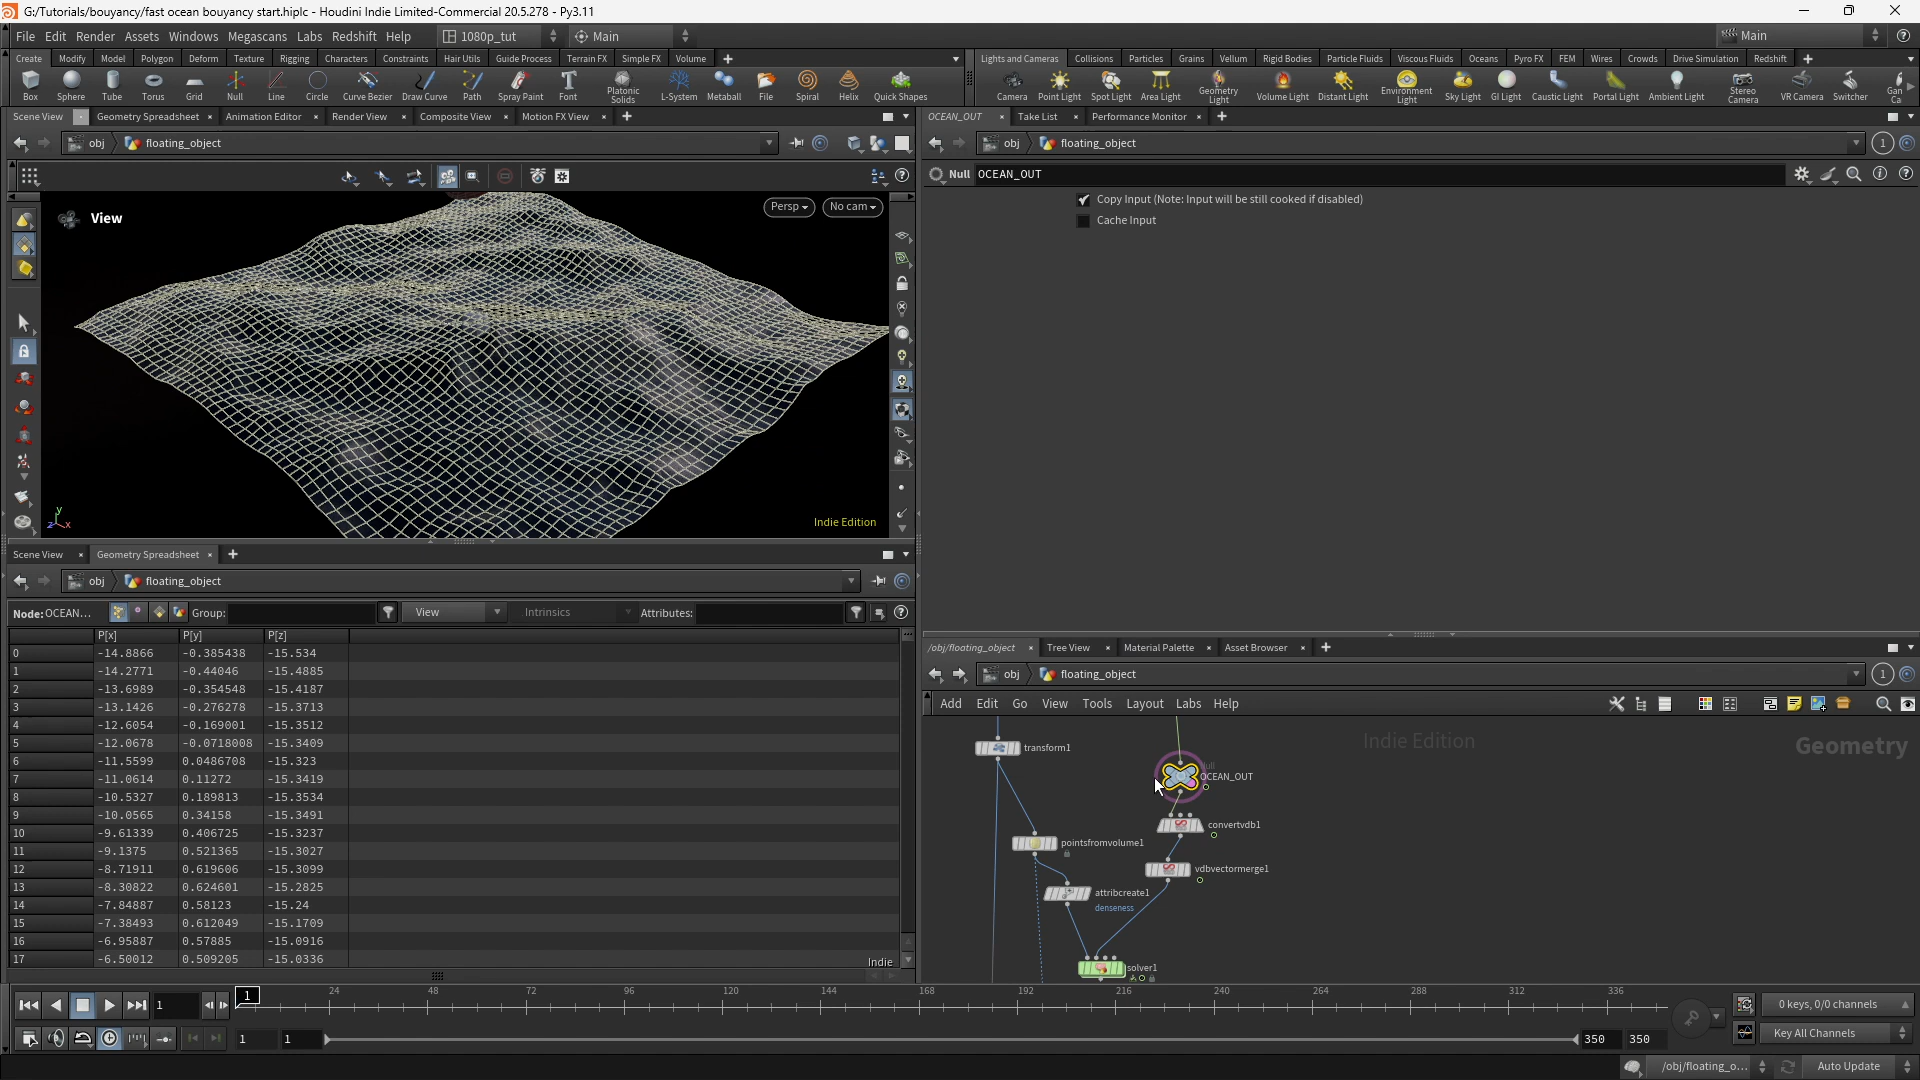 G:/Tutorials/bouyancy/fast ocean bouyancy start.hiplc - Houdini Indie Limited-Commercial 20.5.278 - Py3.11
File Edit Render Assets Windows Megascans Labs Redshift Help 1080p_tut Main Main
Create Modify Model Polygon Deform Texture Rigging Characters Constraints Hair Utils Guide Process Terrain FX Simple FX Volume
Lights and Cameras Collisions Particles Grains Vellum Rigid Bodies Particle Fluids Viscous Fluids Oceans Pyro FX FEM Wires Crowds Drive Simulation Redshift
Box Sphere Tube Torus Grid Null Line Circle Curve Bezier Draw Curve Path Spray Paint Font Platonic Solids L-System Metaball File Spiral Helix Quick Shapes
Camera Point Light Spot Light Area Light Geometry Light Volume Light Distant Light Environment Light Sky Light GI Light Caustic Light Portal Light Ambient Light Stereo Camera VR Camera Switcher Gan Ca
Scene View Geometry Spreadsheet Animation Editor Render View Composite View Motion FX View
OCEAN_OUT Take List Performance Monitor
obj floating_object
obj floating_object 1
Null OCEAN_OUT
Copy Input (Note: Input will be still cooked if disabled)
Cache Input
View
Persp No cam
y
z x
Indie Edition
Scene View Geometry Spreadsheet
obj floating_object
Node: OCEAN... Group: View Intrinsics Attributes:
P[x] P[y] P[z]
0 -14.8866 -0.385438 -15.534
1 -14.2771 -0.44046 -15.4885
2 -13.6989 -0.354548 -15.4187
3 -13.1426 -0.276278 -15.3713
4 -12.6054 -0.169001 -15.3512
5 -12.0678 -0.0718008 -15.3409
6 -11.5599 0.0486708 -15.323
7 -11.0614 0.11272 -15.3419
8 -10.5327 0.189813 -15.3534
9 -10.0565 0.34158 -15.3491
10 -9.61339 0.406725 -15.3237
11 -9.1375 0.521365 -15.3027
12 -8.71911 0.619606 -15.3099
13 -8.30822 0.624601 -15.2825
14 -7.84887 0.58123 -15.24
15 -7.38493 0.612049 -15.1709
16 -6.95887 0.57885 -15.0916
17 -6.50012 0.509205 -15.0336
Indie
/obj/floating_object Tree View Material Palette Asset Browser
obj floating_object 1
Add Edit Go View Tools Layout Labs Help
Indie Edition
Geometry
transform1
Null
OCEAN_OUT
convertvdb1
pointsfromvolume1
vdbvectormerge1
attribcreate1
denseness
solver1
1 1 24 48 72 96 120 144 168 192 216 240 264 288 312 336
0 keys, 0/0 channels
1 1 350 350
Key All Channels
/obj/floating_o... Auto Update